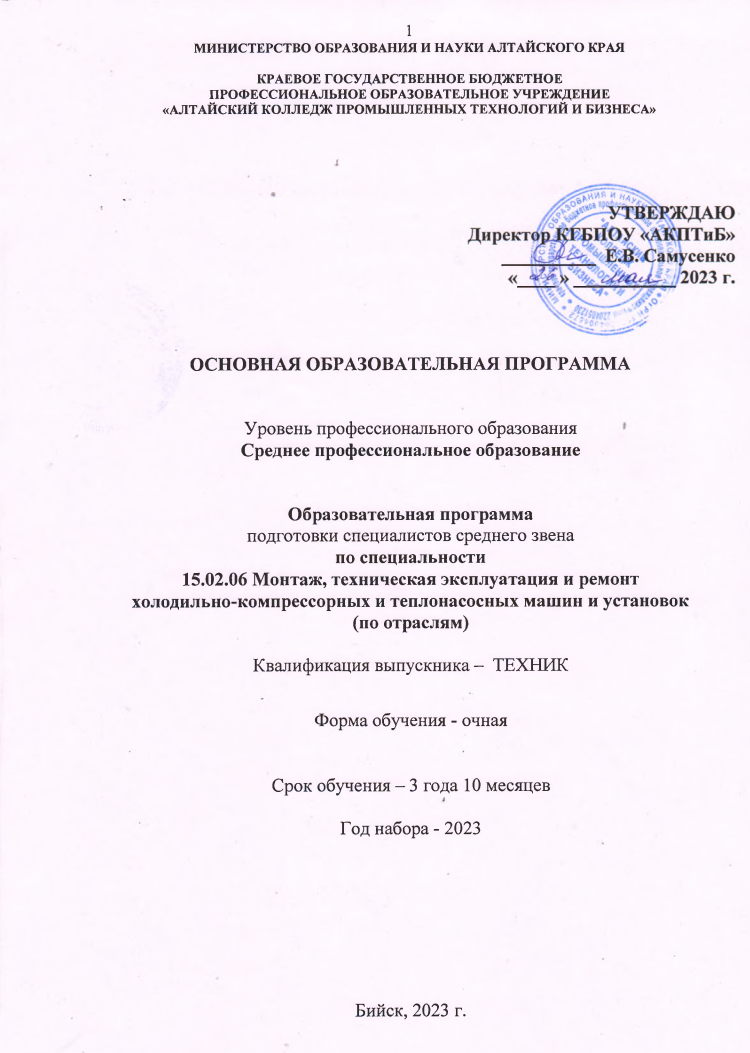 1
МИНИСТЕРСТВО ОБРАЗОВАНИЯ И НАУКИ АЛТАЙСКОГО КРАЯ
КРАЕВОЕ ГОСУДАРСТВЕННОЕ БЮДЖЕТНОЕ
ПРОФЕССИОНАЛЬНОЕ ОБРАЗОВАТЕЛЬНОЕ УЧРЕЖДЕНИЕ
«АЛТАЙСКИЙ КОЛЛЕДЖ ПРОМЫШЛЕННЫХ ТЕХНОЛОГИЙ И БИЗНЕСА»
УТВЕРЖДАЮ
Директор КГБПОУ «АКПТиБ»
Е.В. Самусенко
« » мая 2023 г.
ОСНОВНАЯ ОБРАЗОВАТЕЛЬНАЯ ПРОГРАММА
Уровень профессионального образования
Среднее профессиональное образование
Образовательная программа
подготовки специалистов среднего звена
по специальности
15.02.06 Монтаж, техническая эксплуатация и ремонт
холодильно-компрессорных и теплонасосных машин и установок
(по отраслям)
Квалификация выпускника – ТЕХНИК
Форма обучения - очная
Срок обучения – 3 года 10 месяцев
Год набора - 2023
Бийск, 2023 г.